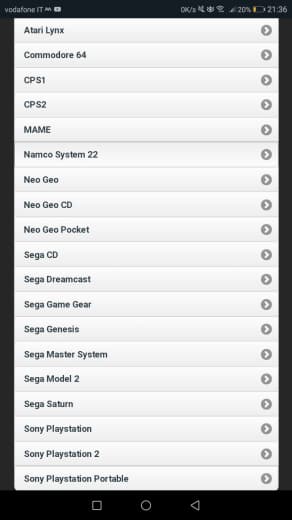 vodafone IT 0K/s 20% 21:36
Atari Lynx
Commodore 64
CPS1
CPS2
MAME
Namco System 22
Neo Geo
Neo Geo CD
Neo Geo Pocket
Sega CD
Sega Dreamcast
Sega Game Gear
Sega Genesis
Sega Master System
Sega Model 2
Sega Saturn
Sony Playstation
Sony Playstation 2
Sony Playstation Portable